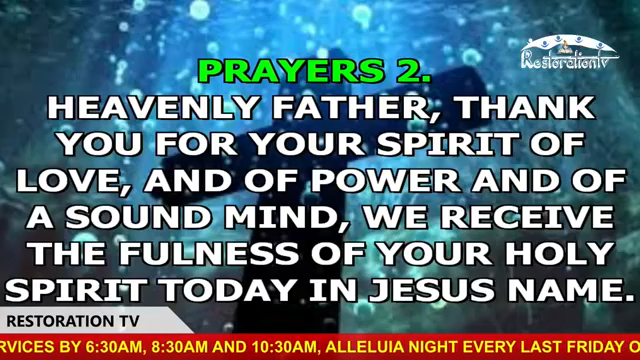 Restorationtv
PRAYERS 2.
HEAVENLY FATHER, THANK
YOU FOR YOUR SPIRIT OF
LOVE, AND OF POWER AND OF
A SOUND MIND, WE RECEIVE
THE FULNESS OF YOUR HOLY
SPIRIT TODAY IN JESUS NAME.
RESTORATION TV
RVICES BY 6:30AM, 8:30AM AND 10:30AM, ALLELUIA NIGHT EVERY LAST FRIDAY O